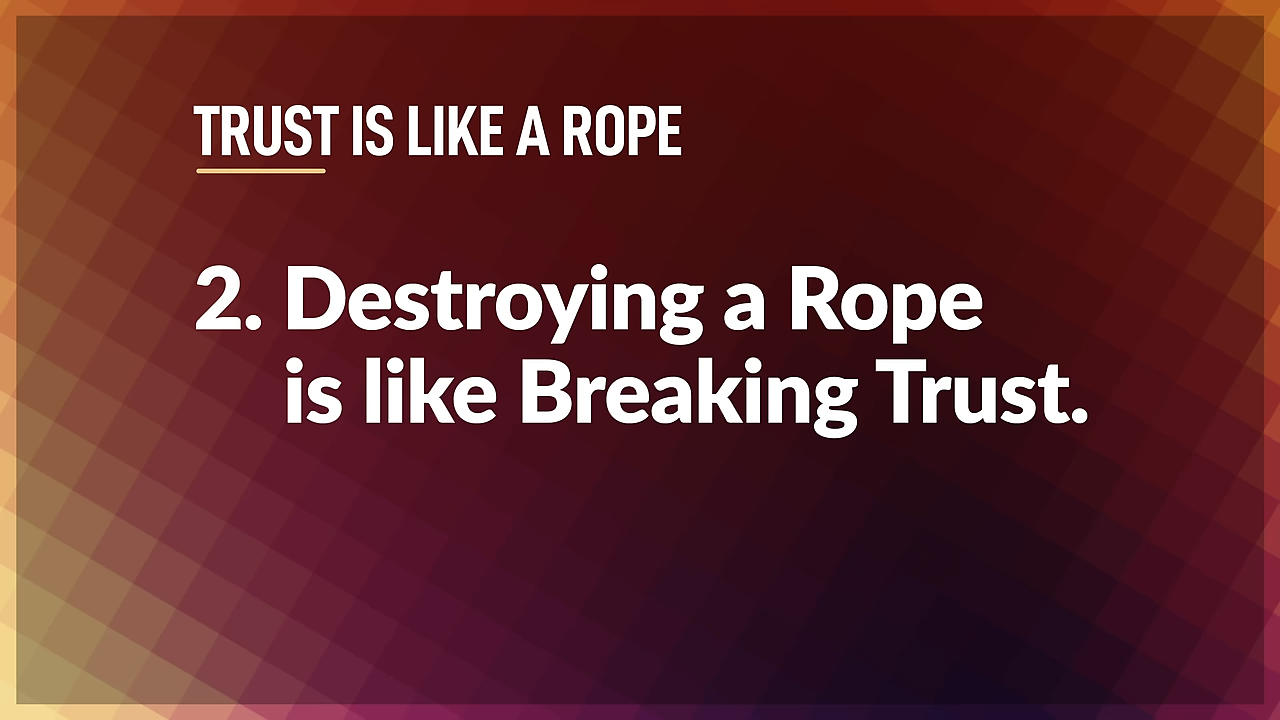 TRUST IS LIKE A ROPE
2. Destroying a Rope
is like Breaking Trust.